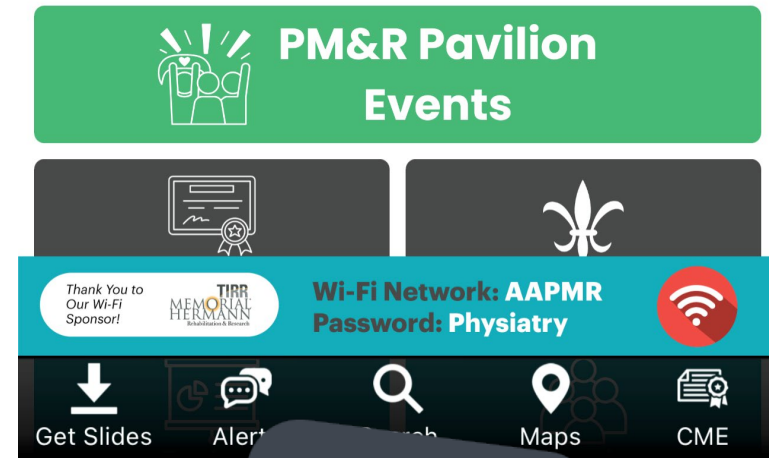 PM&R Pavilion
Events
Thank You to
Our Wi-Fi
Sponsor!
TIRR
MEMORIAL
HERMANN
Rehabilitation & Research
Wi-Fi Network: AAPMR
Password: Physiatry
Get Slides
Alert
Maps
CME